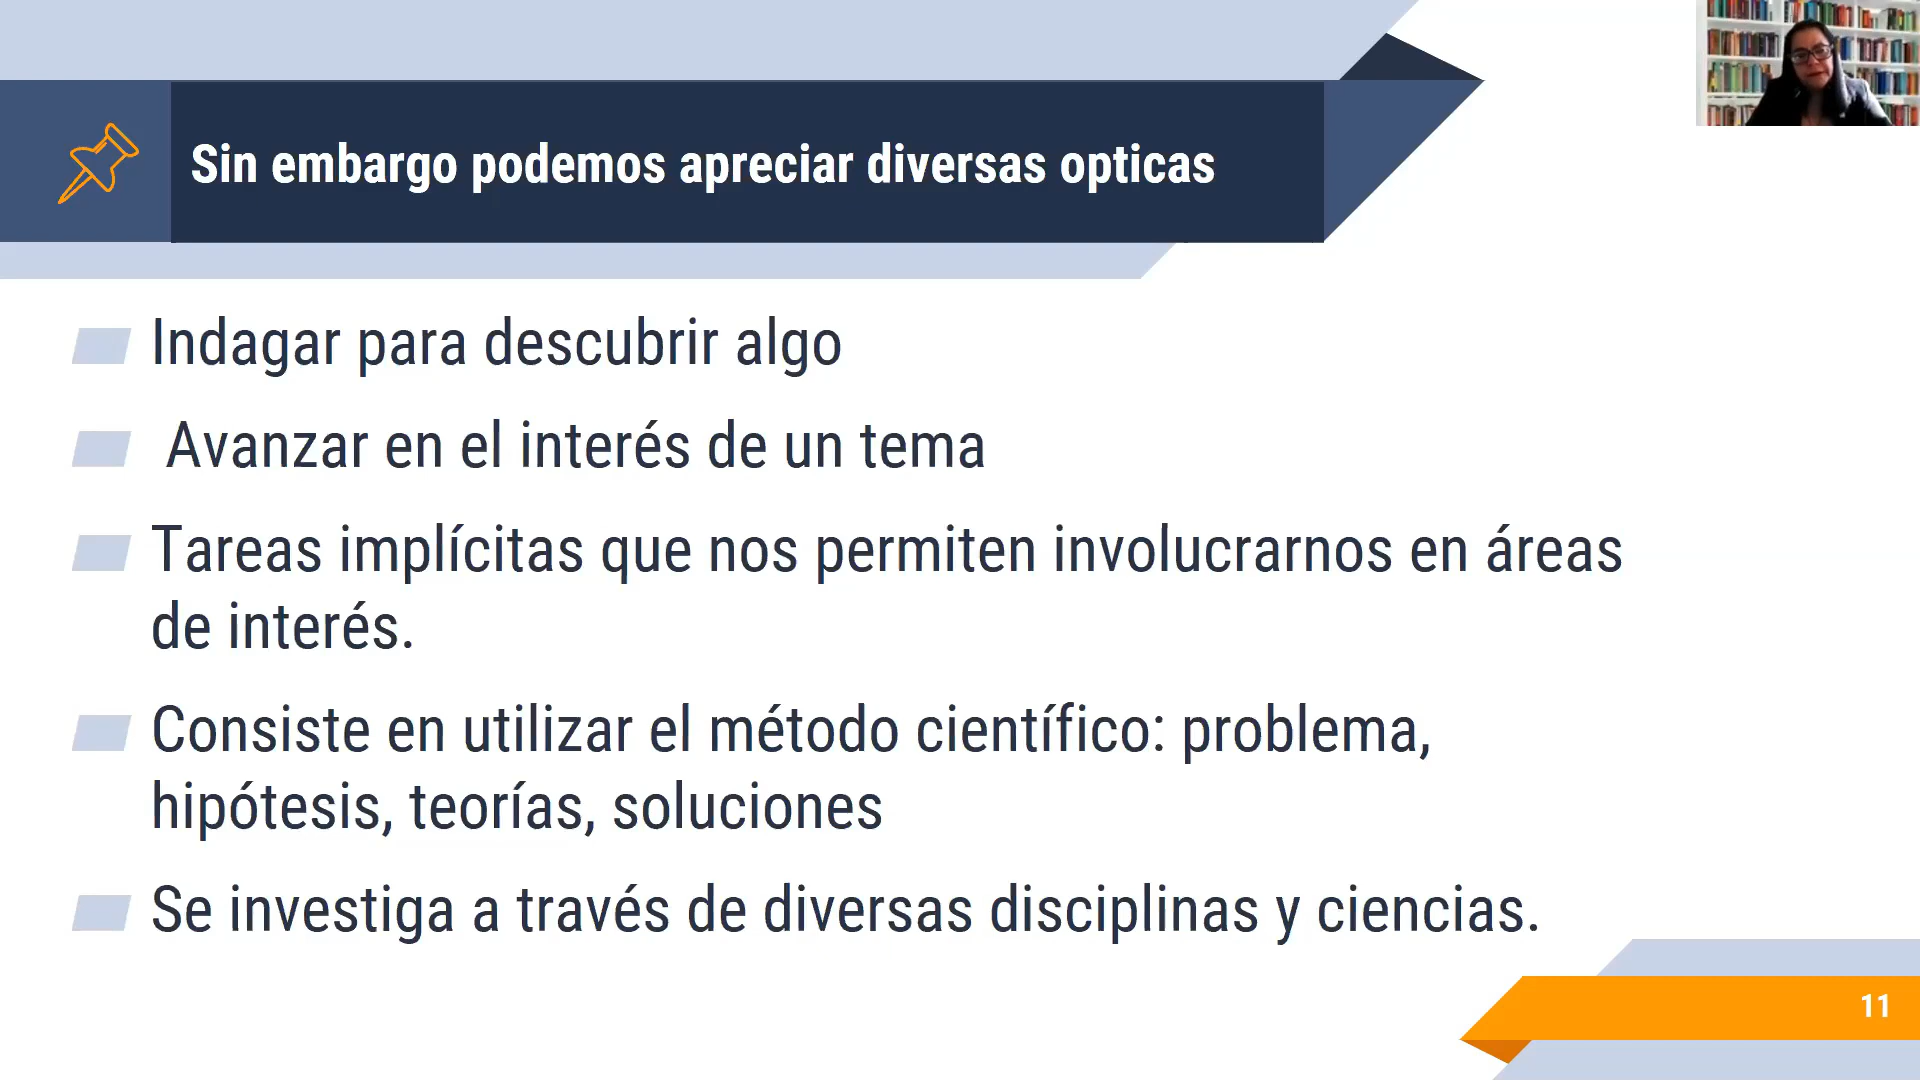 Sin embargo podemos apreciar diversas opticas
Indagar para descubrir algo
Avanzar en el interés de un tema
Tareas implícitas que nos permiten involucrarnos en áreas
de interés.
Consiste en utilizar el método científico: problema,
hipótesis, teorías, soluciones
Se investiga a través de diversas disciplinas y ciencias.
11